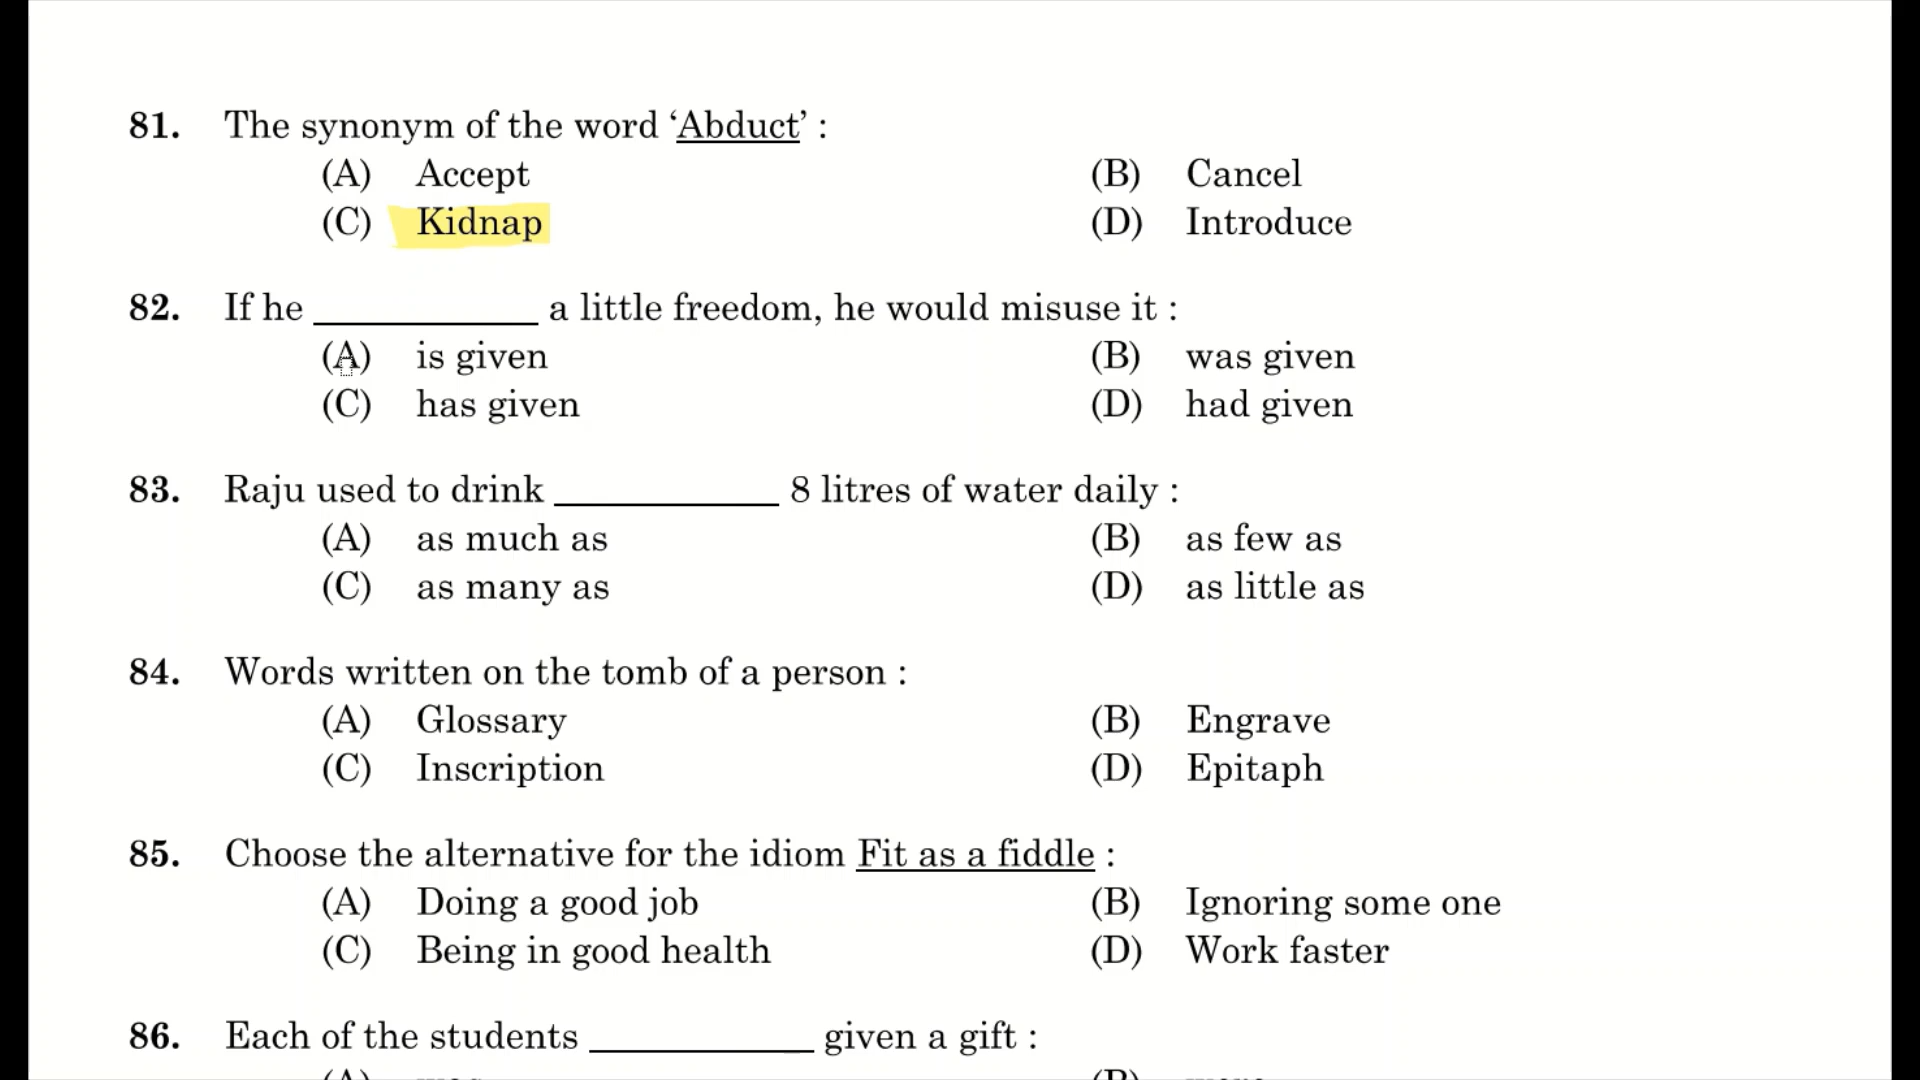 81. The synonym of the word ‘Abduct’ :
(A) Accept (B) Cancel
(C) Kidnap (D) Introduce
82. If he ____________ a little freedom, he would misuse it :
(A) is given (B) was given
(C) has given (D) had given
83. Raju used to drink ____________ 8 litres of water daily :
(A) as much as (B) as few as
(C) as many as (D) as little as
84. Words written on the tomb of a person :
(A) Glossary (B) Engrave
(C) Inscription (D) Epitaph
85. Choose the alternative for the idiom Fit as a fiddle :
(A) Doing a good job (B) Ignoring some one
(C) Being in good health (D) Work faster
86. Each of the students ____________ given a gift :